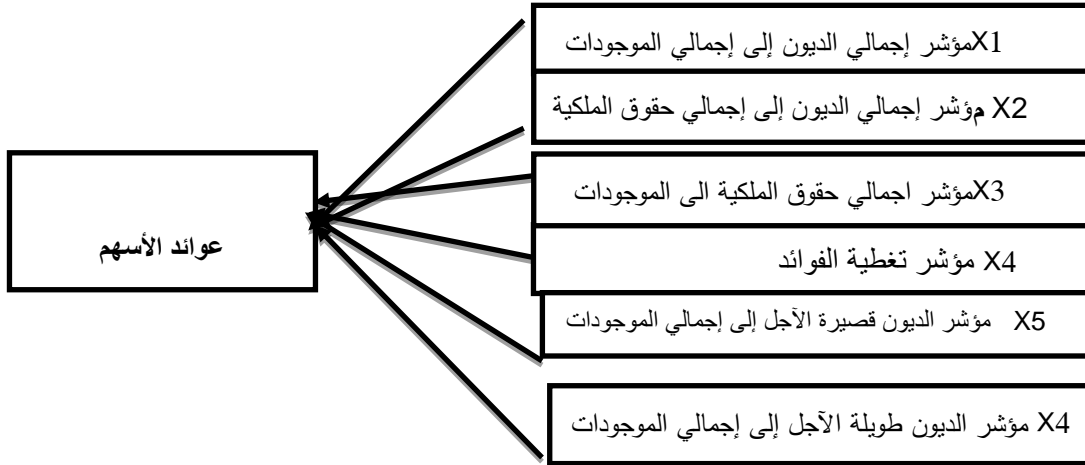 X1مؤشر إجمالي الديون إلى إجمالي الموجودات
X2 مؤشر إجمالي الديون إلى إجمالي حقوق الملكية
X3مؤشر اجمالي حقوق الملكية الى الموجودات
X4 مؤشر تغطية الفوائد
X5 مؤشر الديون قصيرة الآجل إلى إجمالي الموجودات
X4 مؤشر الديون طويلة الآجل إلى إجمالي الموجودات
عوائد الأسهم